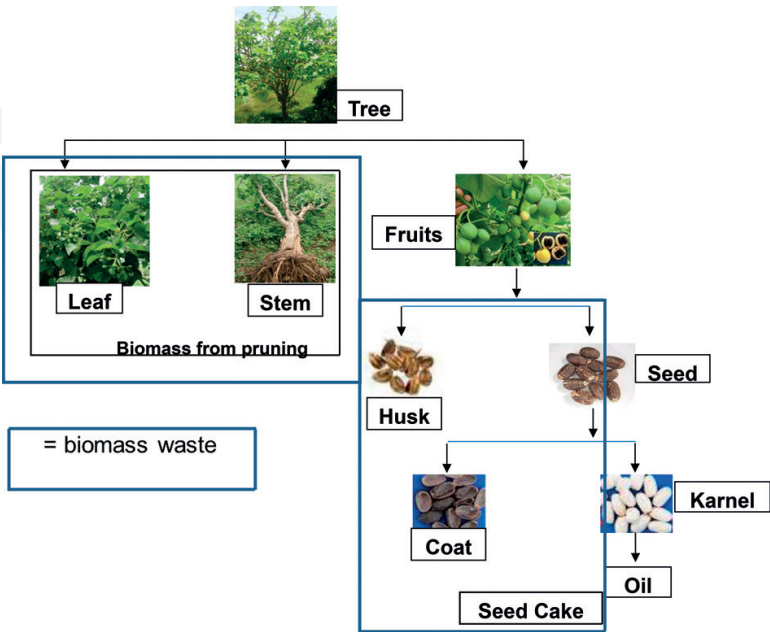 Tree
Fruits
Leaf
Stem
Biomass from pruning
Husk
Seed
= biomass waste
Coat
Karnel
Oil
Seed Cake